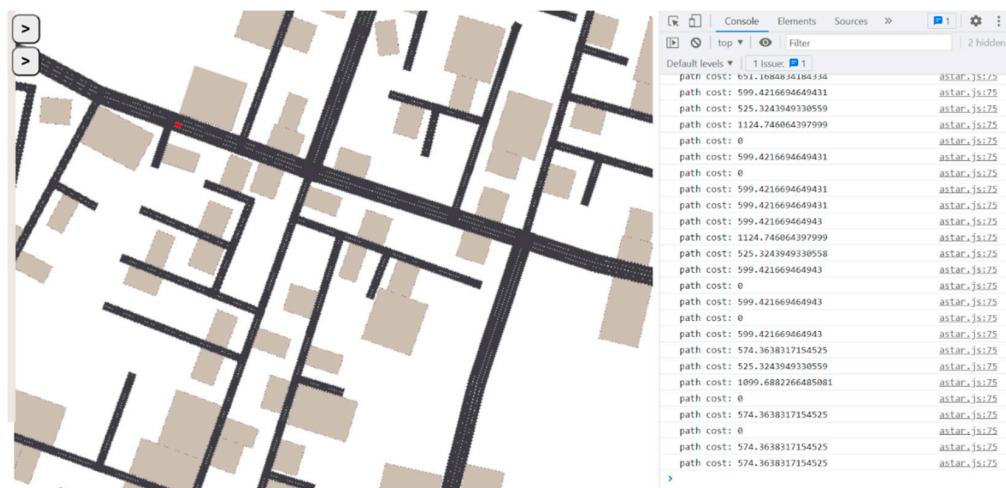 >
>
Console Elements Sources » 1
top ▼ Filter 2 hidden
Default levels ▼ 1 Issue: 1
path cost: 651.1684834184334 astar.js:75
path cost: 599.4216694649431 astar.js:75
path cost: 525.3243949330559 astar.js:75
path cost: 1124.746064397999 astar.js:75
path cost: 0 astar.js:75
path cost: 599.4216694649431 astar.js:75
path cost: 0 astar.js:75
path cost: 599.4216694649431 astar.js:75
path cost: 599.4216694649431 astar.js:75
path cost: 599.421669464943 astar.js:75
path cost: 1124.746064397999 astar.js:75
path cost: 525.3243949330558 astar.js:75
path cost: 599.421669464943 astar.js:75
path cost: 0 astar.js:75
path cost: 599.421669464943 astar.js:75
path cost: 0 astar.js:75
path cost: 599.421669464943 astar.js:75
path cost: 574.3638317154525 astar.js:75
path cost: 525.3243949330559 astar.js:75
path cost: 1099.6882266485081 astar.js:75
path cost: 0 astar.js:75
path cost: 574.3638317154525 astar.js:75
path cost: 0 astar.js:75
path cost: 574.3638317154525 astar.js:75
path cost: 574.3638317154525 astar.js:75
>